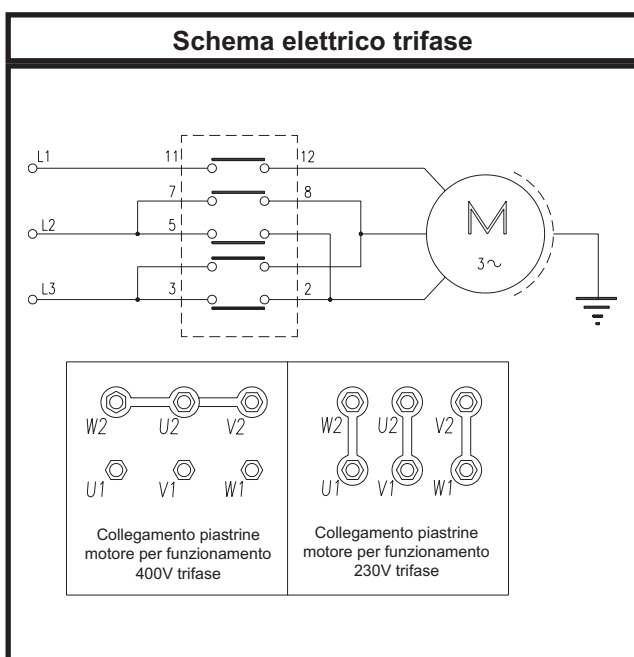 Schema elettrico trifase
L1 11 12
7 8
L2 5
L3 3 2
M
3~
W2 U2 V2
U1 V1 W1
Collegamento piastrine
motore per funzionamento
400V trifase
W2 U2 V2
U1 V1 W1
Collegamento piastrine
motore per funzionamento
230V trifase